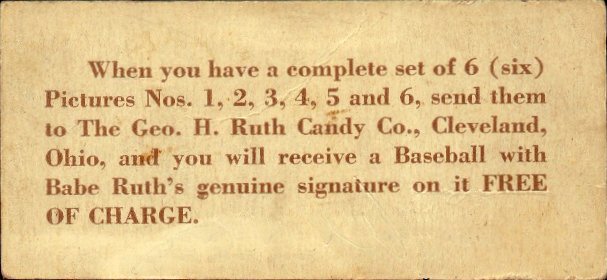 When you have a complete set of 6 (six)
Pictures Nos. 1, 2, 3, 4, 5 and 6, send them
to The Geo. H. Ruth Candy Co., Cleveland,
Ohio, and you will receive a Baseball with
Babe Ruth's genuine signature on it FREE
OF CHARGE.